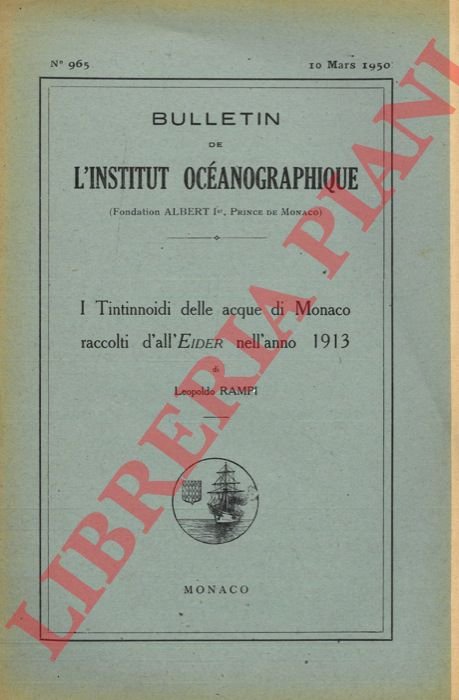 Nº 965 10 Mars 1950
BULLETIN
DE
L'INSTITUT OCÉANOGRAPHIQUE
(Fondation ALBERT Iᵉʳ, PRINCE DE MONACO)
I Tintinnoidi delle acque di Monaco
raccolti d'all'EIDER nell'anno 1913
di
Leopoldo RAMPI
MONACO
LIBRERIA PIANI